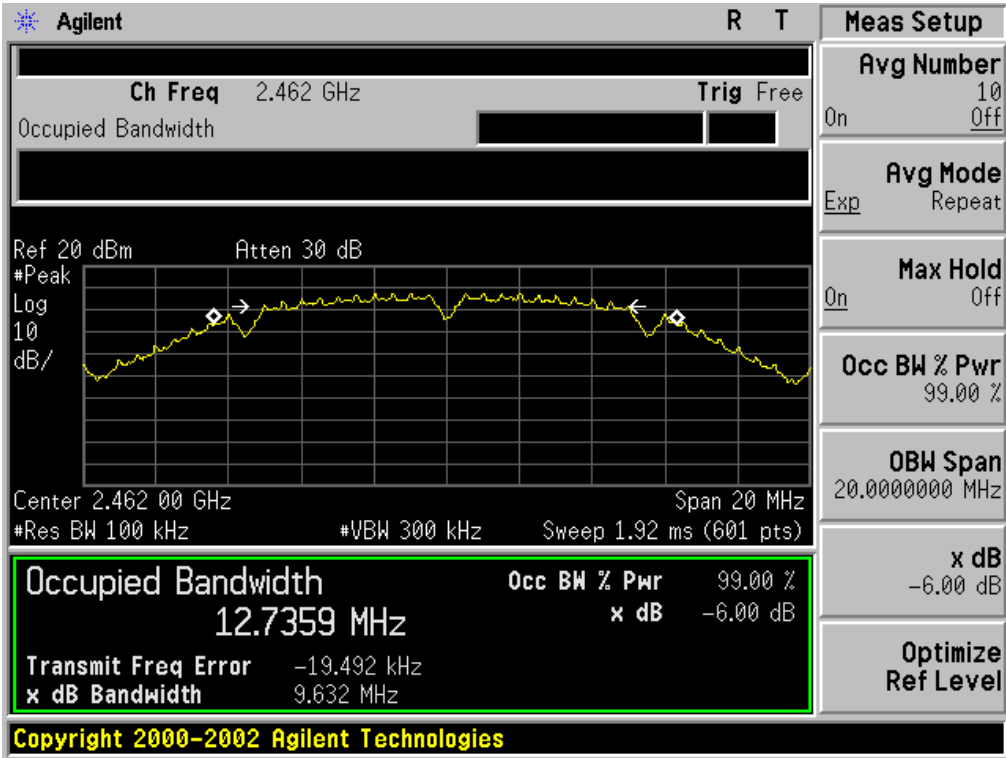 Agilent R T
Ch Freq 2.462 GHz Trig Free
Occupied Bandwidth
Ref 20 dBm Atten 30 dB
#Peak
Log
10
dB/
Center 2.462 00 GHz Span 20 MHz
#Res BW 100 kHz #VBW 300 kHz Sweep 1.92 ms (601 pts)
Occupied Bandwidth Occ BW % Pwr 99.00 %
12.7359 MHz x dB -6.00 dB
Transmit Freq Error -19.492 kHz
x dB Bandwidth 9.632 MHz
Copyright 2000-2002 Agilent Technologies
Meas Setup
Avg Number
10
On Off
Avg Mode
Exp Repeat
Max Hold
On Off
Occ BW % Pwr
99.00 %
OBW Span
20.0000000 MHz
x dB
-6.00 dB
Optimize
Ref Level